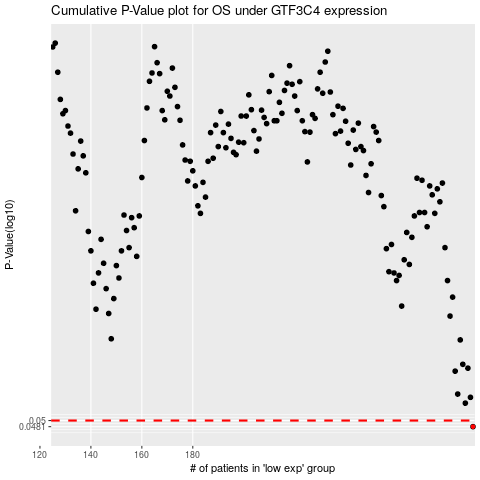 Cumulative P-Value plot for OS under GTF3C4 expression
P-Value(log10)
0.05
0.0481
120 140 160 180
# of patients in 'low exp' group